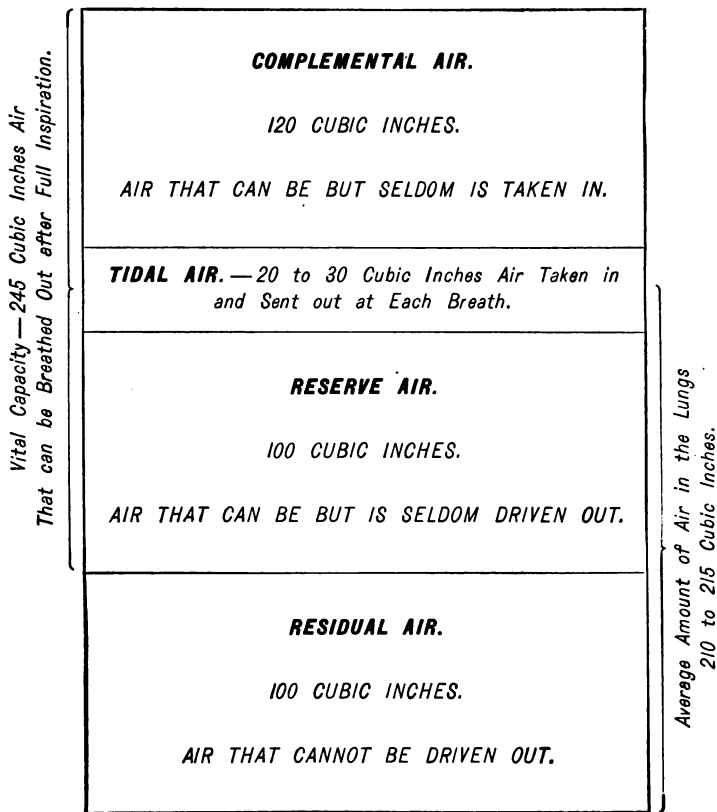 Vital Capacity — 245 Cubic Inches Air
That can be Breathed Out after Full Inspiration.
COMPLEMENTAL AIR.
120 CUBIC INCHES.
AIR THAT CAN BE BUT SELDOM IS TAKEN IN.
TIDAL AIR. — 20 to 30 Cubic Inches Air Taken in
and Sent out at Each Breath.
RESERVE AIR.
100 CUBIC INCHES.
AIR THAT CAN BE BUT IS SELDOM DRIVEN OUT.
RESIDUAL AIR.
100 CUBIC INCHES.
AIR THAT CANNOT BE DRIVEN OUT.
Average Amount of Air in the Lungs
210 to 215 Cubic Inches.